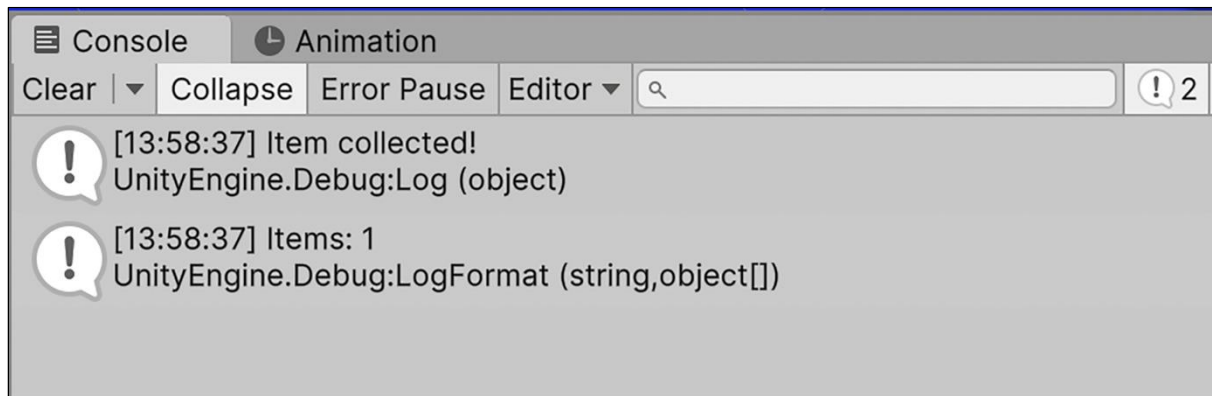 Console Animation
Clear Collapse Error Pause Editor 2
[13:58:37] Item collected!
UnityEngine.Debug:Log (object)
[13:58:37] Items: 1
UnityEngine.Debug:LogFormat (string,object[])